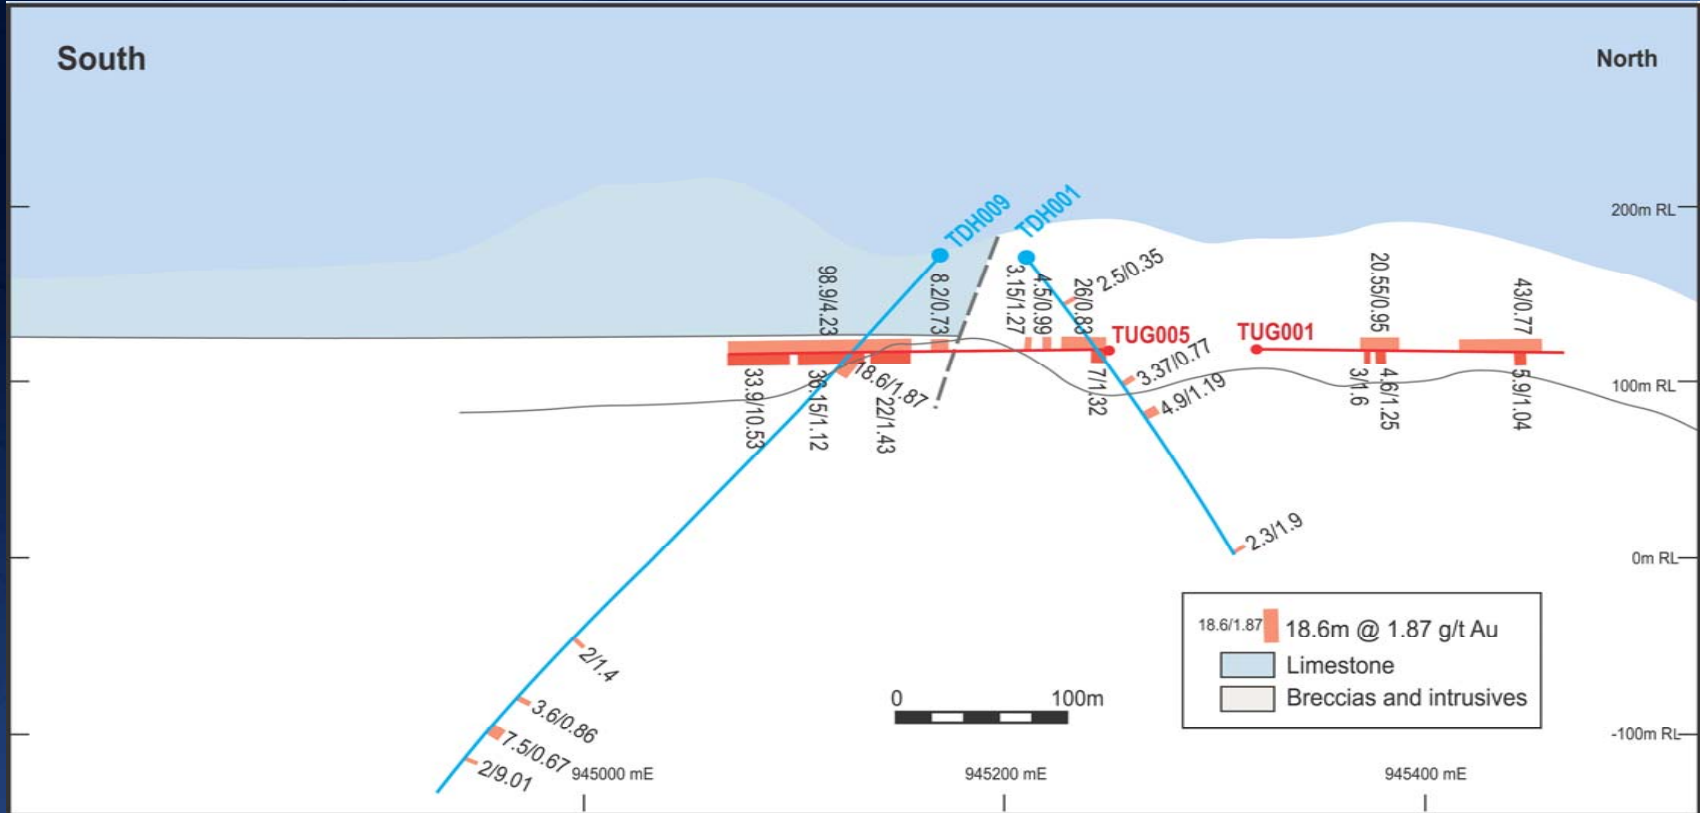 South
North
TDH009
TDH001
200m RL
98.9/4.23
8.2/0.73
3.15/1.27
4.5/0.99
26/0.83
2.5/0.35
TUG005
TUG001
20.55/0.95
43/0.77
100m RL
33.9/10.53
38.15/1.12
18.6/1.87
22/1.43
7/1.32
3.37/0.77
4.9/1.19
3/1.6
4.6/1.25
5.9/1.04
2.3/1.9
0m RL
18.6/1.87 18.6m @ 1.87 g/t Au
Limestone
Breccias and intrusives
2/1.4
3.6/0.86
7.5/0.67
2/9.01
0 100m
-100m RL
945000 mE
945200 mE
945400 mE